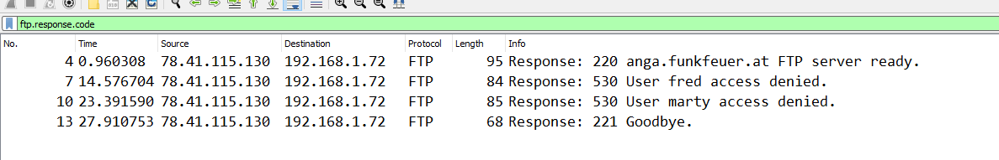 ftp.response.code
No. Time Source Destination Protocol Length Info
4 0.960308 78.41.115.130 192.168.1.72 FTP 95 Response: 220 anga.funkfeuer.at FTP server ready.
7 14.576704 78.41.115.130 192.168.1.72 FTP 84 Response: 530 User fred access denied.
10 23.391590 78.41.115.130 192.168.1.72 FTP 85 Response: 530 User marty access denied.
13 27.910753 78.41.115.130 192.168.1.72 FTP 68 Response: 221 Goodbye.